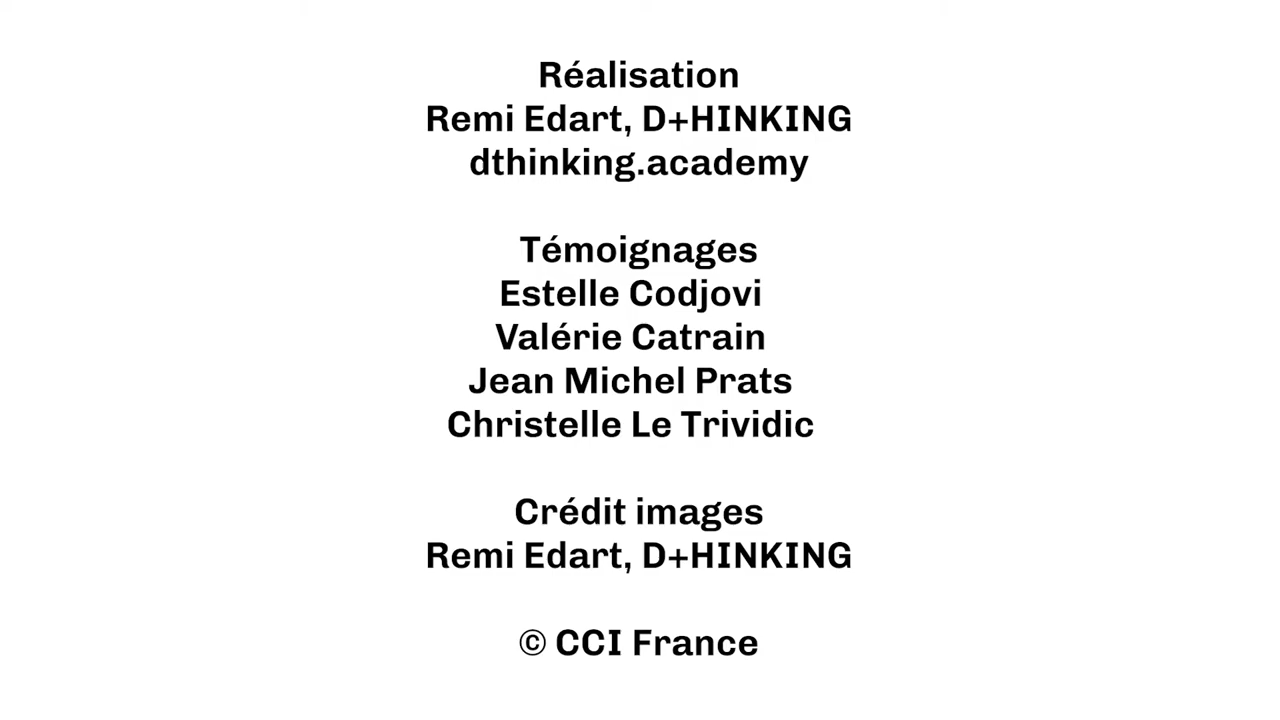 Réalisation
Remi Edart, D+HINKING
dthinking.academy
Témoignages
Estelle Codjovi
Valérie Catrain
Jean Michel Prats
Christelle Le Trividic
Crédit images
Remi Edart, D+HINKING
© CCI France